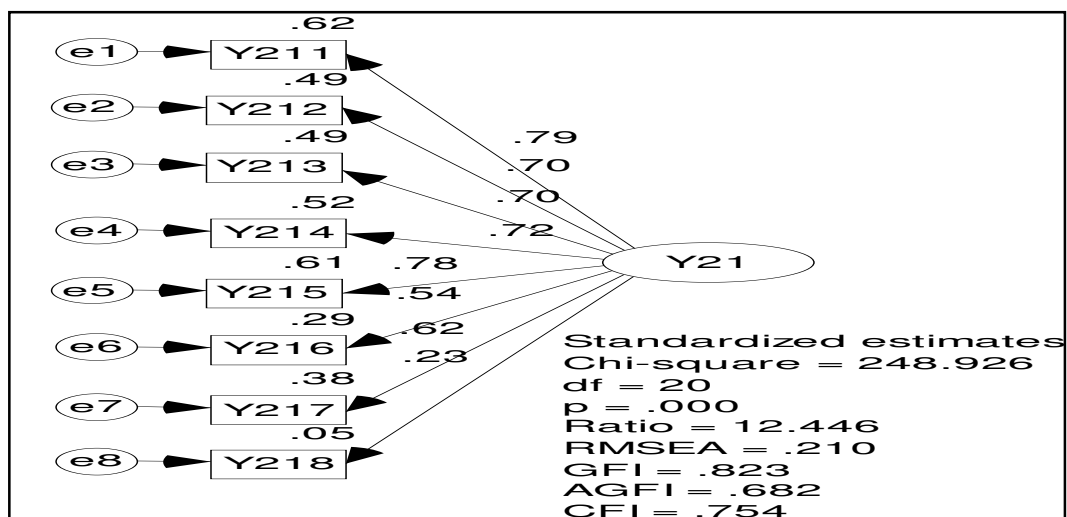 .62
e1 Y211
.49
e2 Y212
.49
e3 Y213
.52
e4 Y214
.61
e5 Y215
.29
e6 Y216
.38
e7 Y217
.05
e8 Y218
.79
.70
.70
.72
.78
.54
.62
.23
Y21
Standardized estimates
Chi-square = 248.926
df = 20
p = .000
Ratio = 12.446
RMSEA = .210
GFI = .823
AGFI = .682
CFI = .754